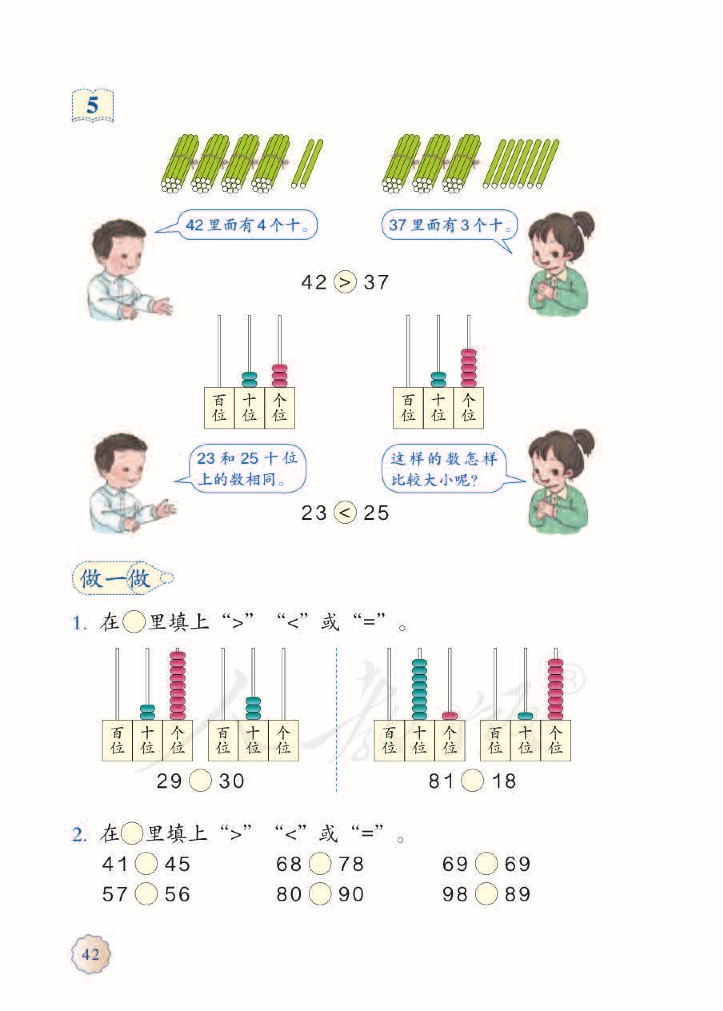 5
42里面有4个十。
37里面有3个十。
42 > 37
百位 十位 个位
百位 十位 个位
23 和 25 十 位
上的数相同。
这样的数怎样
比较大小呢?
23 < 25
做一做
1. 在○里填上“>”“<”或“=”。
百位 十位 个位
百位 十位 个位
百位 十位 个位
百位 十位 个位
29 ○ 30
81 ○ 18
2. 在○里填上“>”“<”或“=”。
41 ○ 45 68 ○ 78 69 ○ 69
57 ○ 56 80 ○ 90 98 ○ 89
42